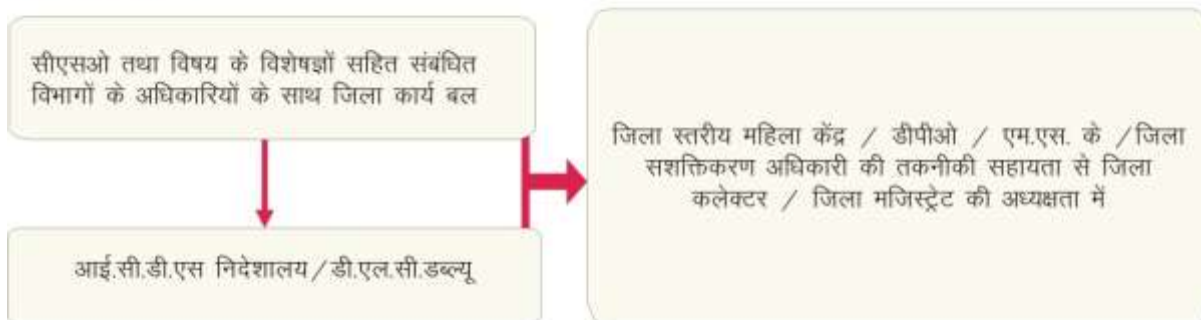 सीएसओ तथा विषय के विशेषज्ञों सहित संबंधित
विभागों के अधिकारियों के साथ जिला कार्य बल
आई.सी.डी.एस निदेशालय/डी.एल.सी.डब्ल्यू
जिला स्तरीय महिला केंद्र / डीपीओ / एम.एस. के /जिला
सशक्तिकरण अधिकारी की तकनीकी सहायता से जिला
कलेक्टर / जिला मजिस्ट्रेट की अध्यक्षता में